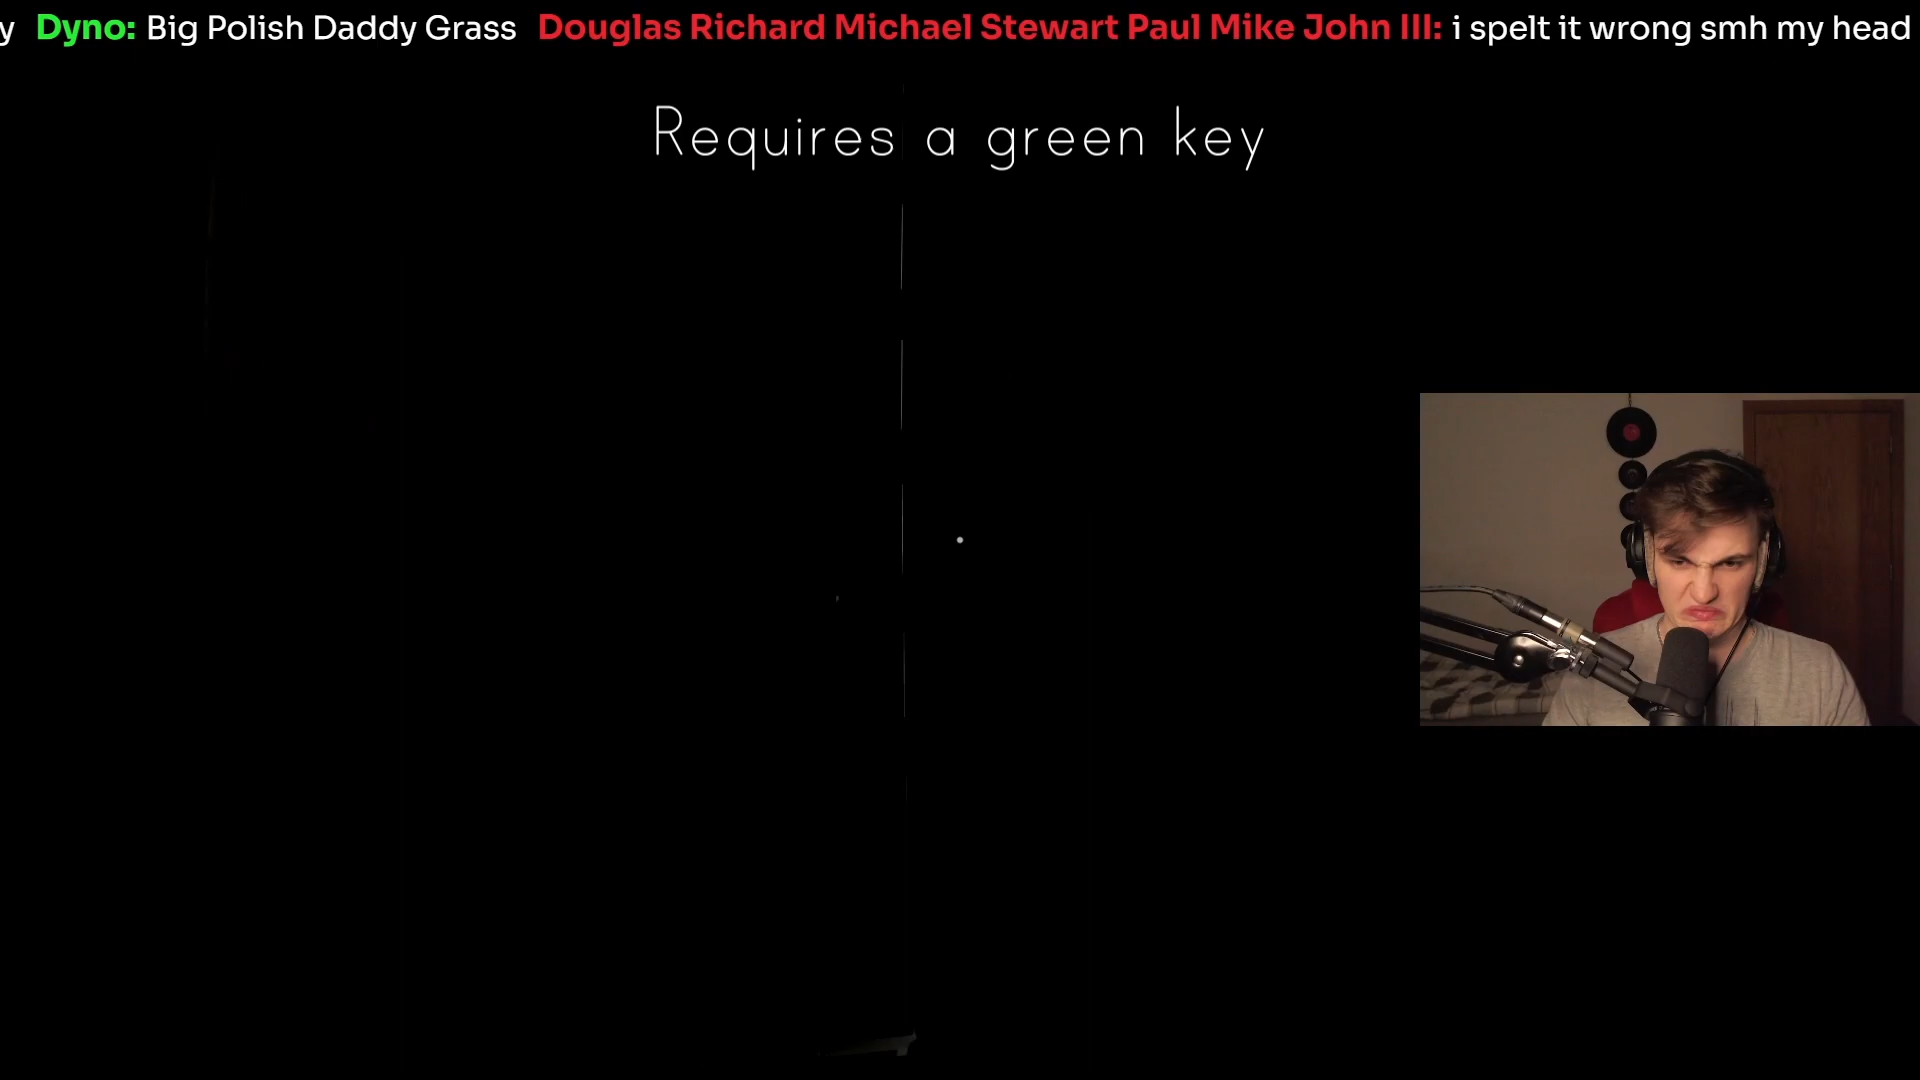 y Dyno: Big Polish Daddy Grass Douglas Richard Michael Stewart Paul Mike John III: i spelt it wrong smh my head
Requires a green key